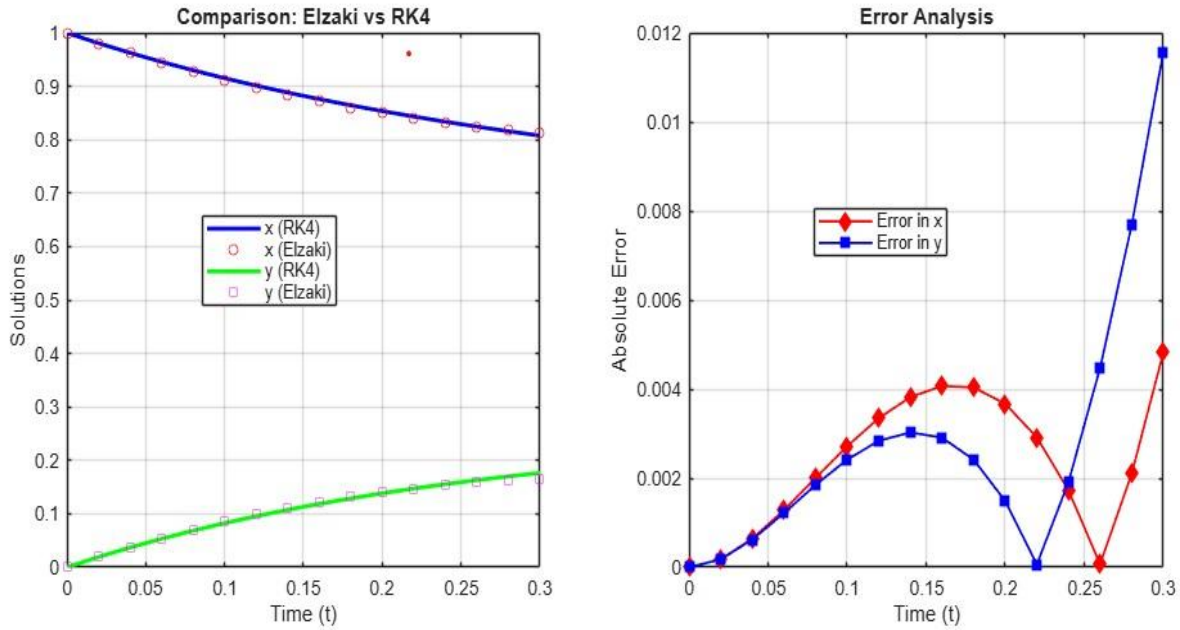 Comparison: Elzaki vs RK4
1
0.9
0.8
0.7
0.6
0.5
0.4
0.3
0.2
0.1
0
Solutions
x (RK4)
x (Elzaki)
y (RK4)
y (Elzaki)
0 0.05 0.1 0.15 0.2 0.25 0.3
Time (t)
Error Analysis
0.012
0.01
0.008
0.006
0.004
0.002
0
Absolute Error
Error in x
Error in y
0 0.05 0.1 0.15 0.2 0.25 0.3
Time (t)